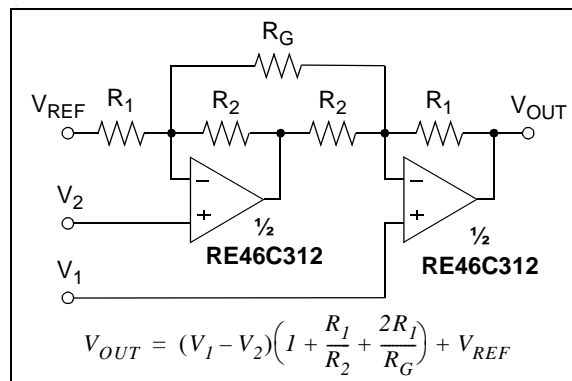 R_G
V_REF R_1 R_2 R_2 R_1 V_OUT
−
−
V_2
+
+
½
½
RE46C312
RE46C312
V_1
V_OUT = (V_1 – V_2)(1 + R_1/R_2 + 2R_1/R_G) + V_REF